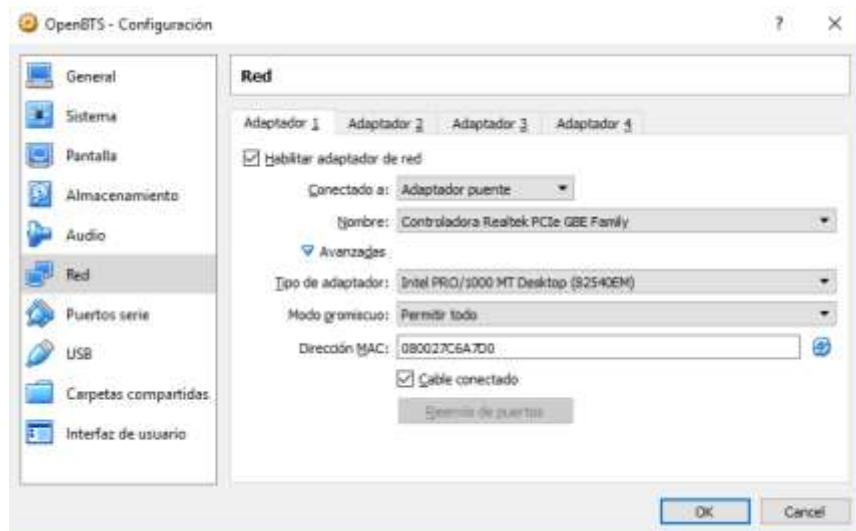 OpenBTS - Configuración
General
Sistema
Pantalla
Almacenamiento
Audio
Red
Puertos serie
USB
Carpetas compartidas
Interfaz de usuario
Red
Adaptador 1 Adaptador 2 Adaptador 3 Adaptador 4
Habilitar adaptador de red
Conectado a: Adaptador puente
Nombre: Controladora Realtek PCIe GBE Family
Avanzadas
Tipo de adaptador: Intel PRO/1000 MT Desktop (82540EM)
Modo promiscuo: Permitir todo
Dirección MAC: 080027C6A7D0
Cable conectado
Reenvío de puertos
OK Cancel